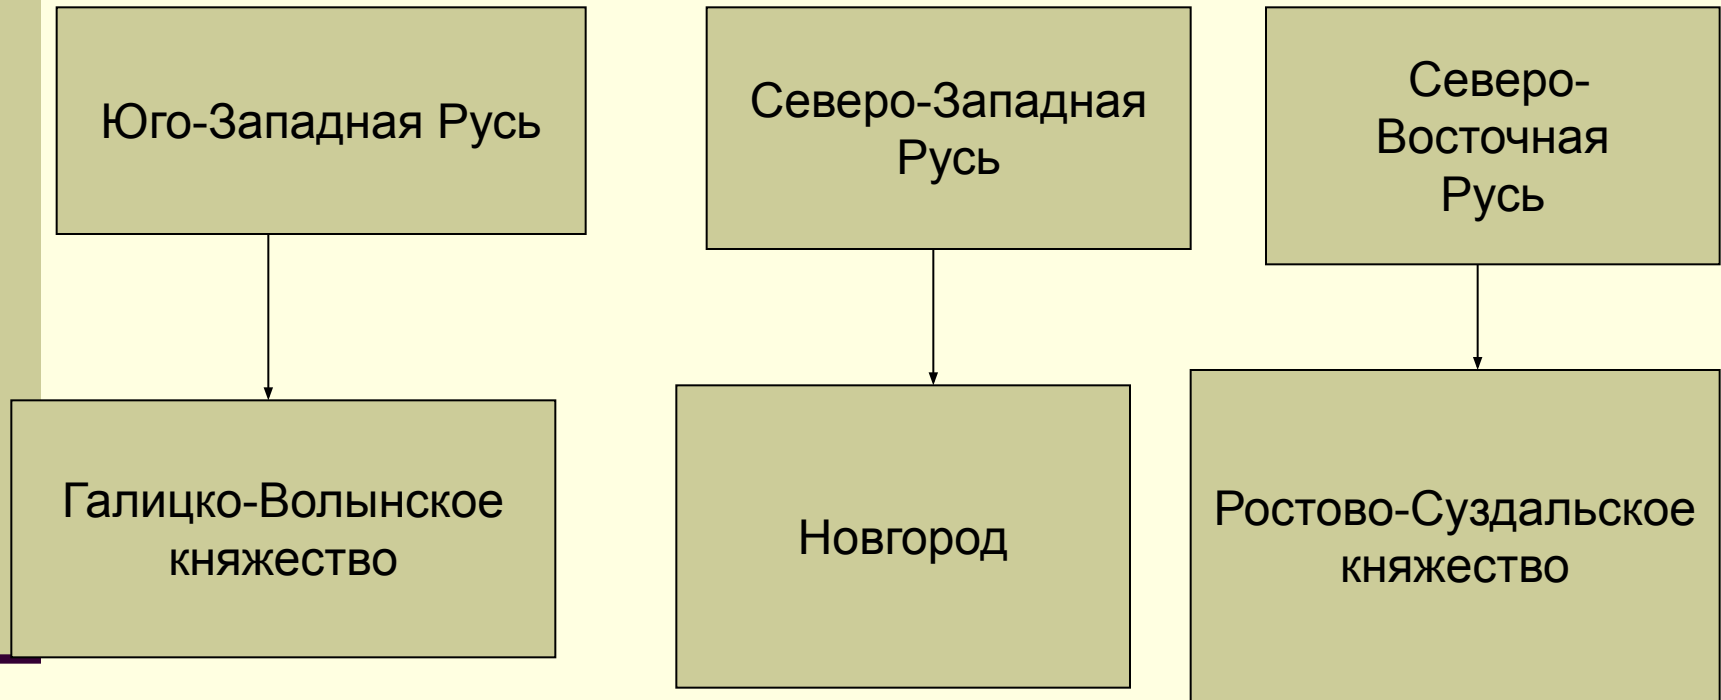 Юго-Западная Русь
Северо-Западная
Русь
Северо-
Восточная
Русь
Галицко-Волынское
княжество
Новгород
Ростово-Суздальское
княжество